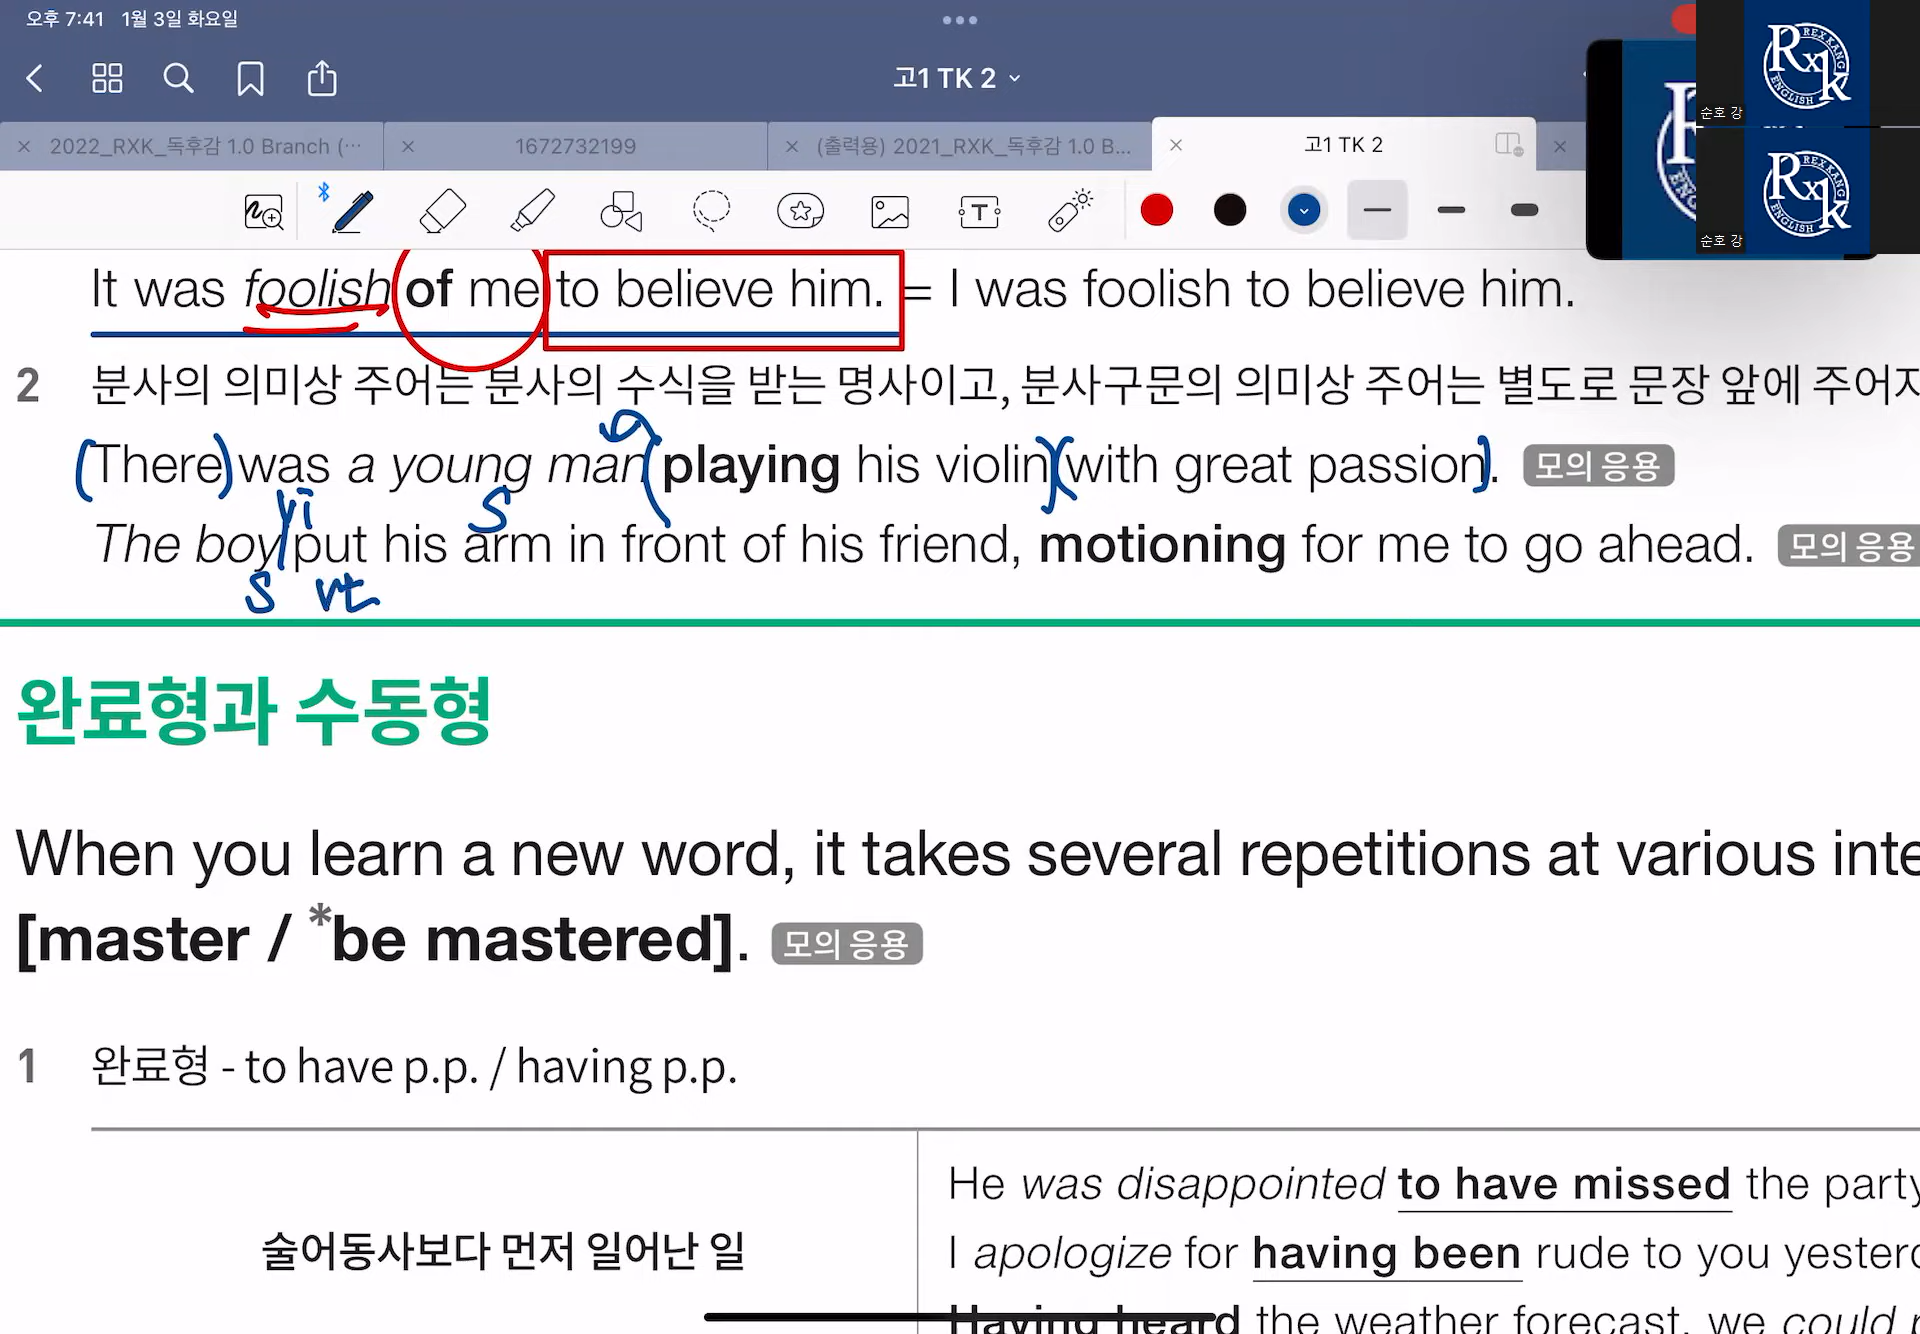 오후 7:41 1월 3일 화요일
고1 TK 2
2022_RXK_독후감 1.0 Branch (…
1672732199
(출력용) 2021_RXK_독후감 1.0 B...
고1 TK 2
순호 강
순호 강
It was foolish of me to believe him. = I was foolish to believe him.
2 분사의 의미상 주어는 분사의 수식을 받는 명사이고, 분사구문의 의미상 주어는 별도로 문장 앞에
(There) was a young man (playing his violin)(with great passion). 모의 응용
vi S
The boy put his arm in front of his friend, motioning for me to go ahead. 모의 응용
S vt
완료형과 수동형
When you learn a new word, it takes several repetitions at various
[master / *be mastered]. 모의 응용
1 완료형 - to have p.p. / having p.p.
He was disappointed to have missed the party
술어동사보다 먼저 일어난 일
I apologize for having been rude to you
Having heard the weather forecast, we could